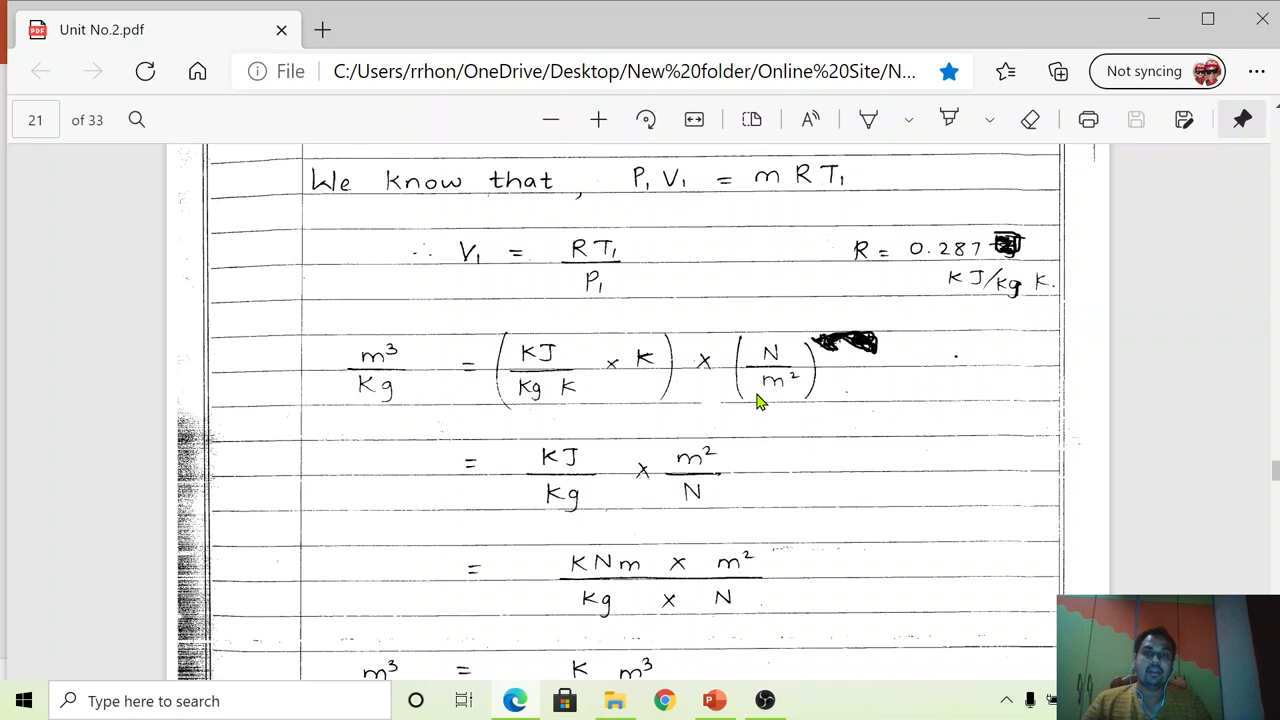 Unit No.2.pdf
File
C:/Users/rrhon/OneDrive/Desktop/New%20folder/Online%20Site/N...
Not syncing
21 of 33
We know that, P₁ V₁ = m R T₁
∴ V₁ = R T₁ / P₁
R = 0.287
KJ/kg K.
m³/Kg = (KJ/Kg K × K) × (N/m²)
= KJ/Kg × m²/N
= KNm × m² / Kg × N
m³ = K m³
Type here to search